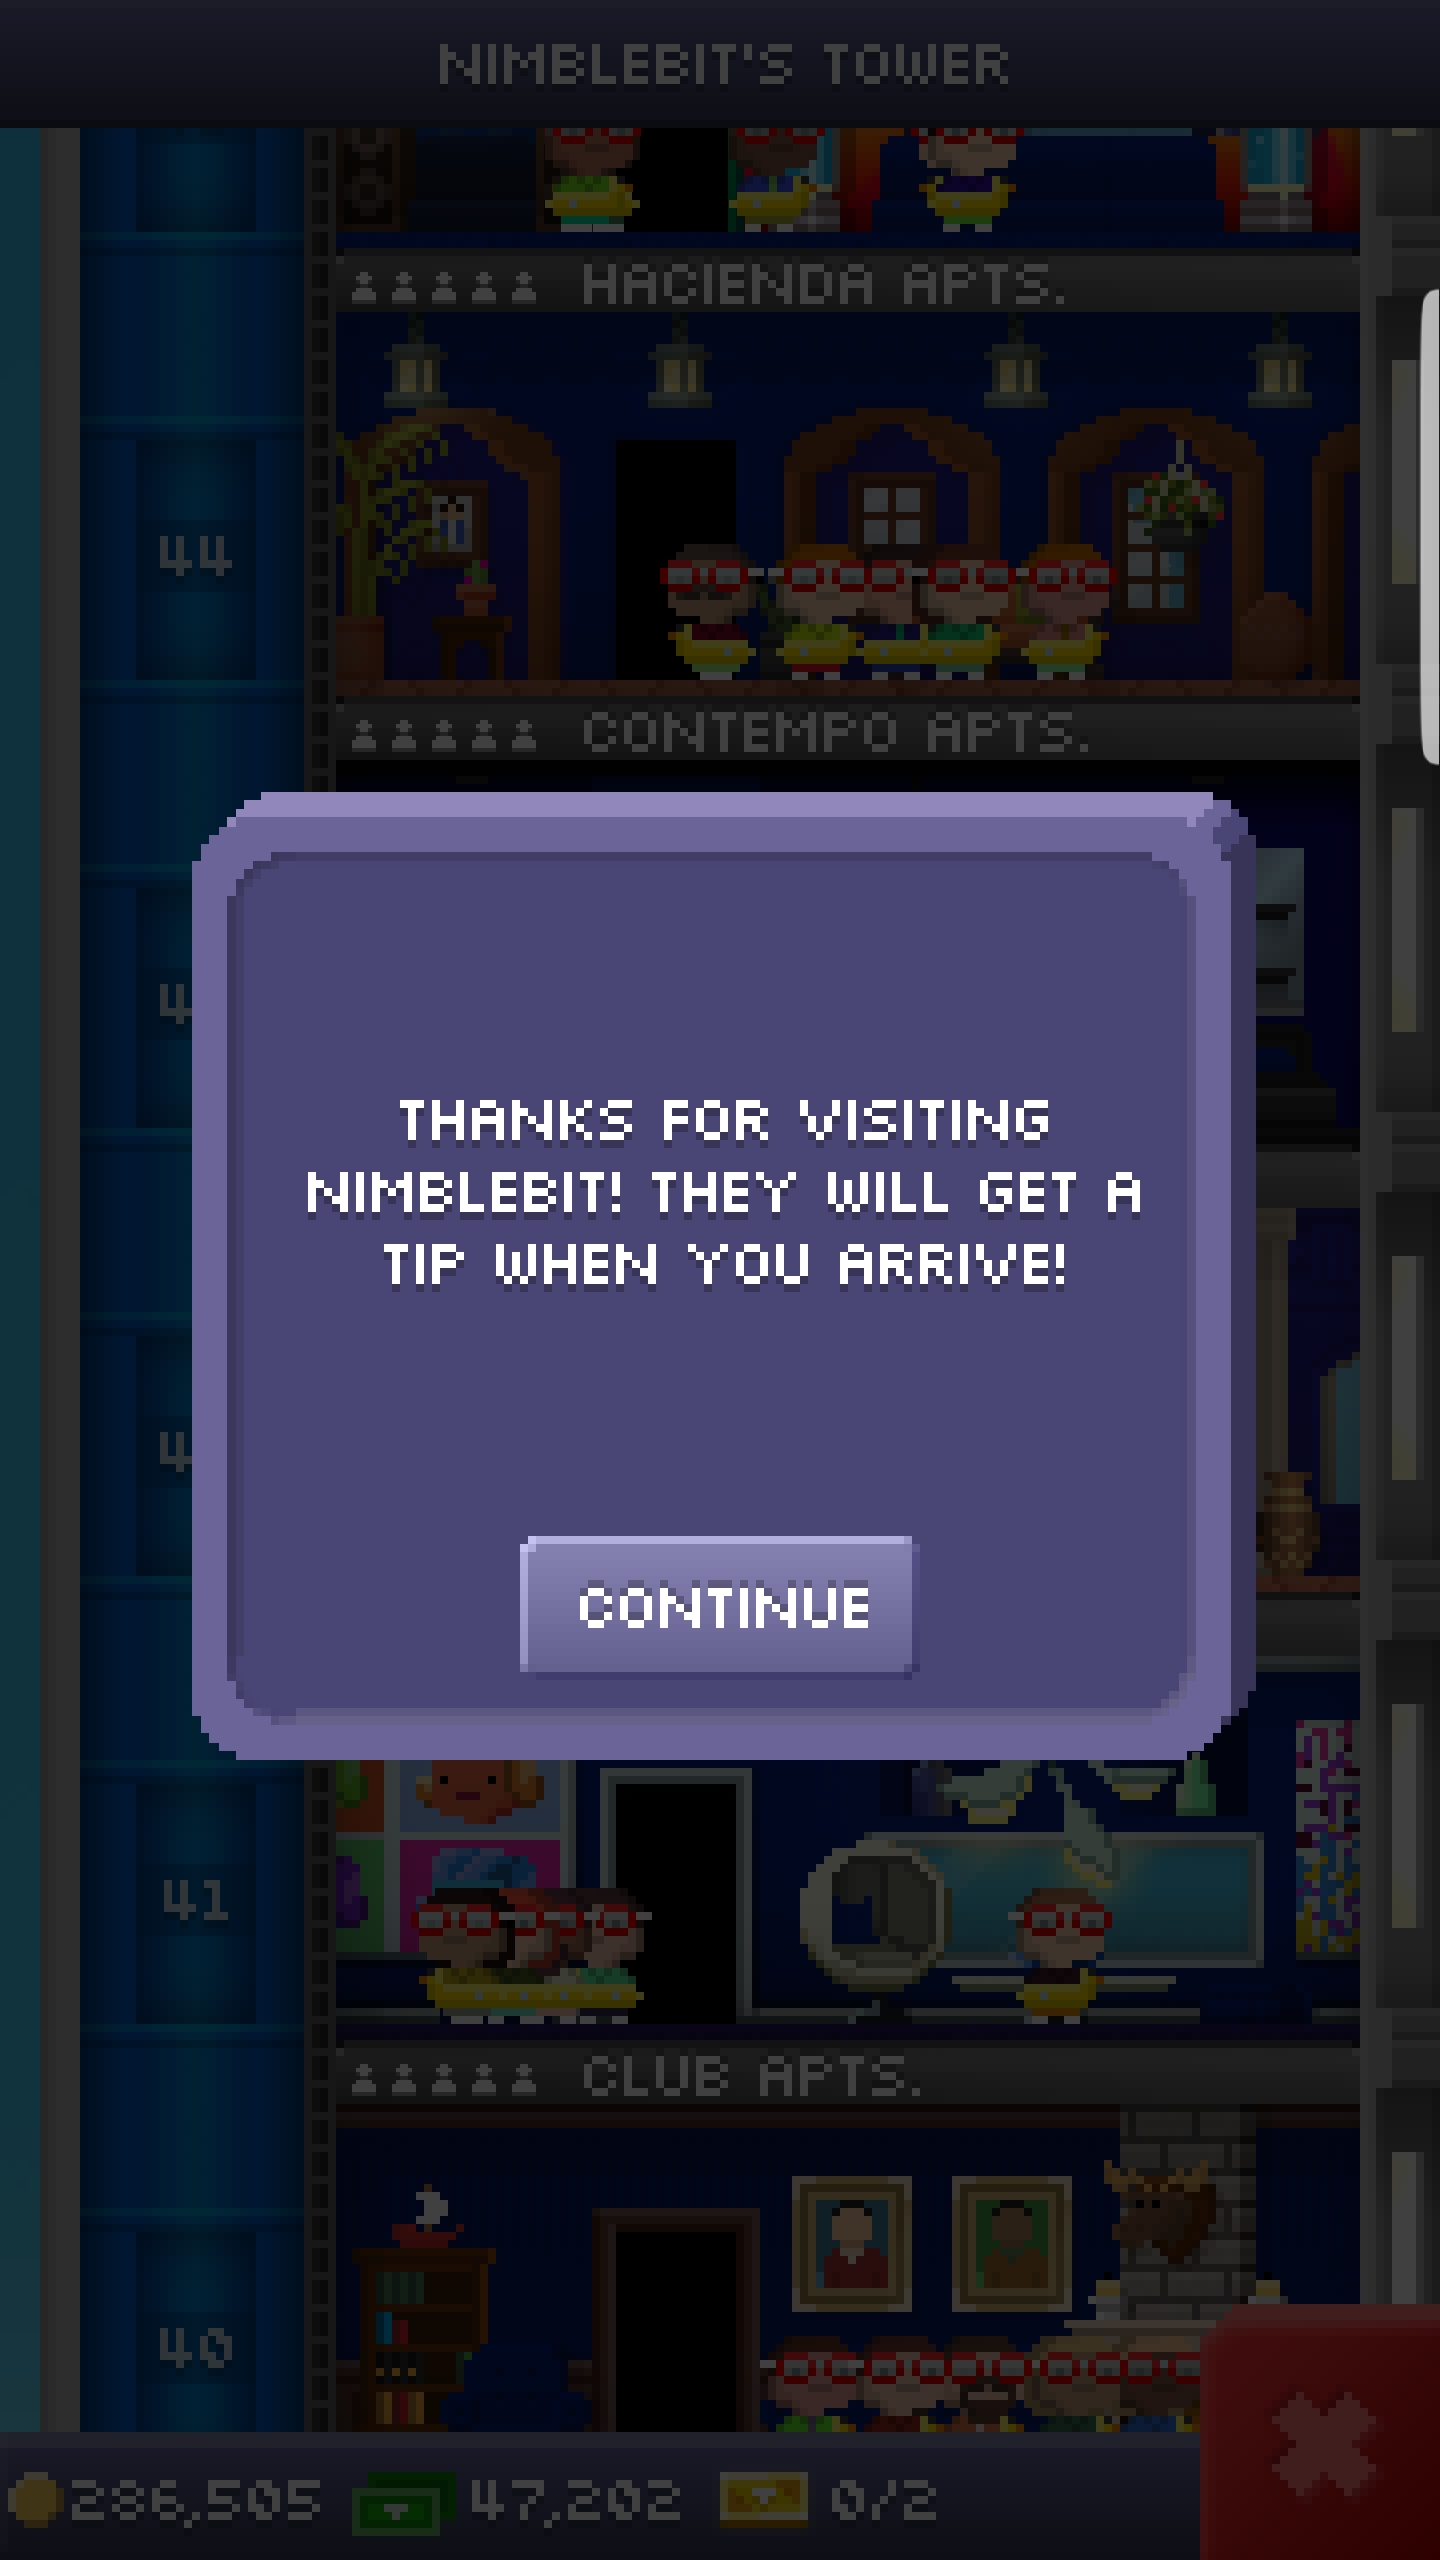 NIMBLEBIT'S TOWER
HACIENDA APTS.
44
CONTEMPO APTS.
THANKS FOR VISITING
NIMBLEBIT! THEY WILL GET A
TIP WHEN YOU ARRIVE!
CONTINUE
41
CLUB APTS.
40
286,505 47,202 0/2